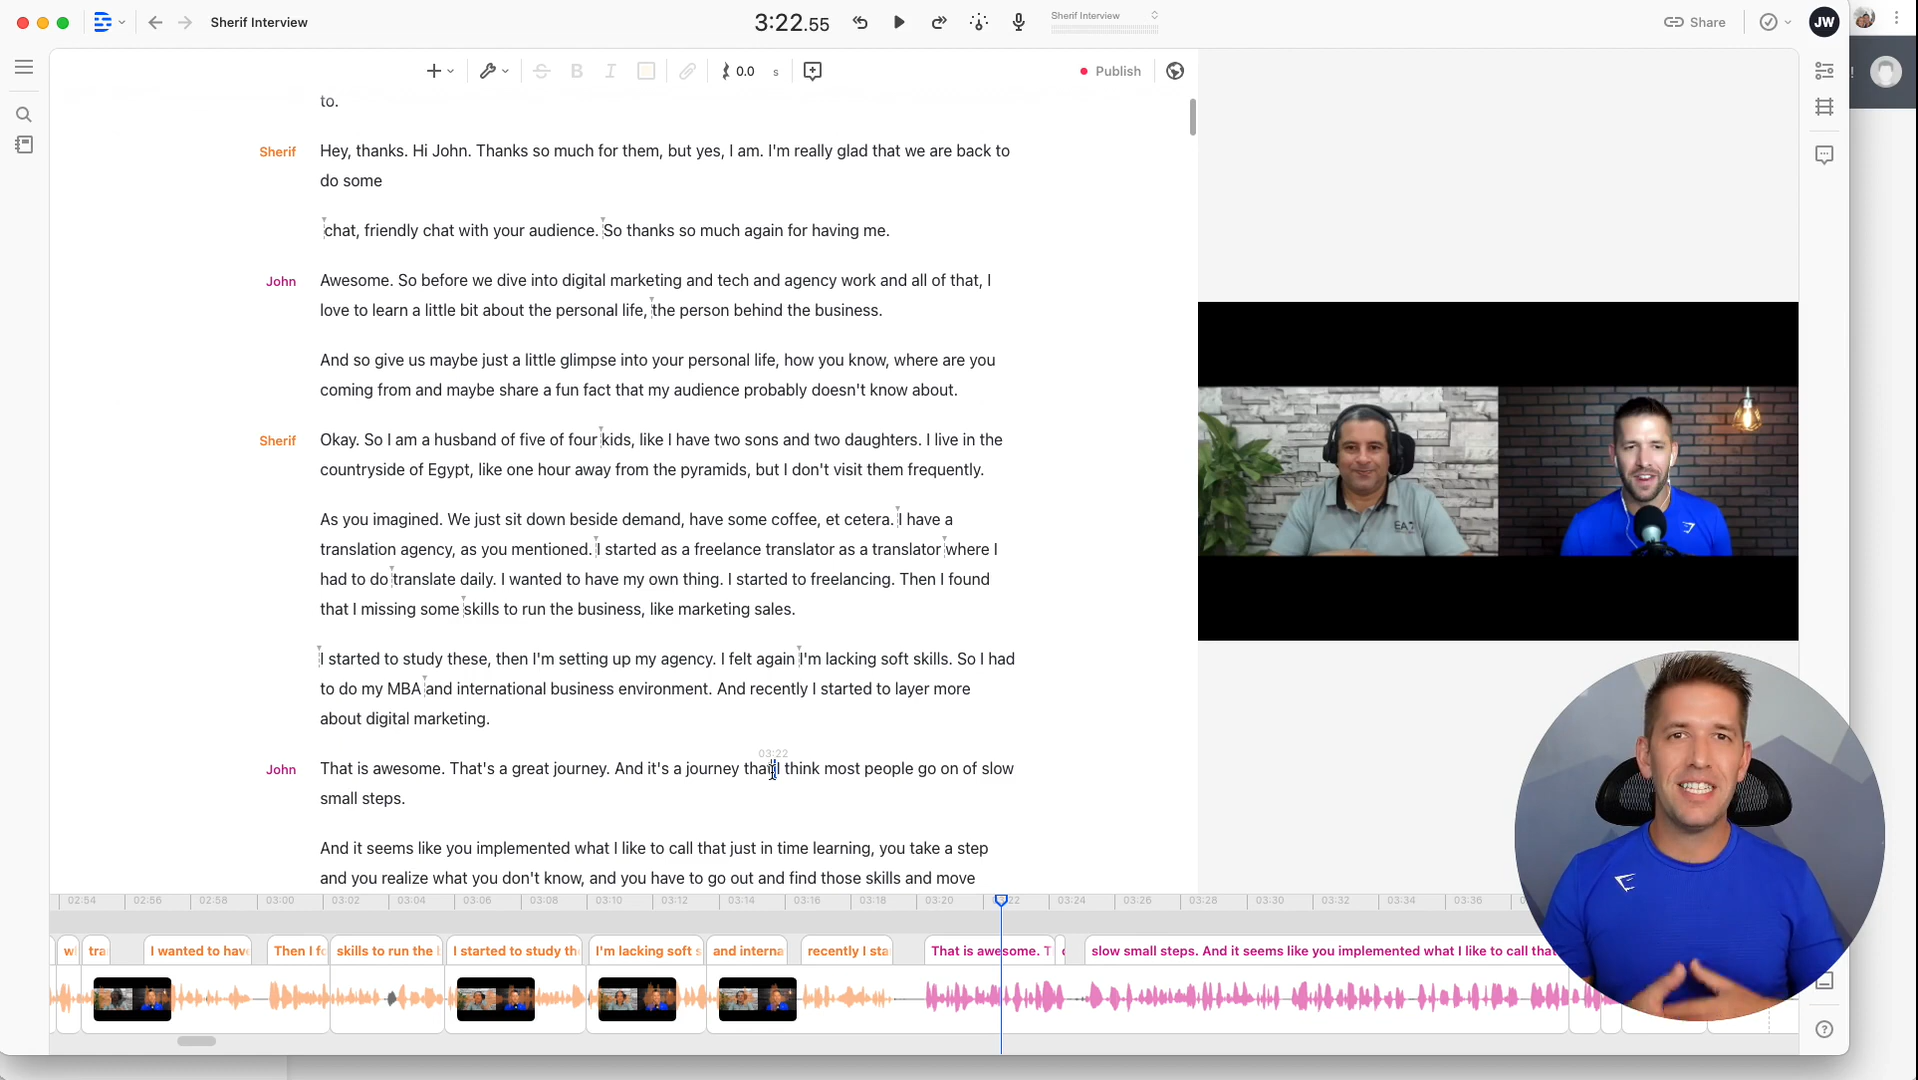 Sherif Interview
3:22.55
Sherif Interview
Share
JW
0.0 s
Publish
to.
Sherif
Hey, thanks. Hi John. Thanks so much for them, but yes, I am. I'm really glad that we are back to
do some
chat, friendly chat with your audience. So thanks so much again for having me.
John
Awesome. So before we dive into digital marketing and tech and agency work and all of that, I
love to learn a little bit about the personal life, the person behind the business.
And so give us maybe just a little glimpse into your personal life, how you know, where are you
coming from and maybe share a fun fact that my audience probably doesn't know about.
Sherif
Okay. So I am a husband of five of four kids, like I have two sons and two daughters. I live in the
countryside of Egypt, like one hour away from the pyramids, but I don't visit them frequently.
As you imagined. We just sit down beside demand, have some coffee, et cetera. I have a
translation agency, as you mentioned. I started as a freelance translator as a translator where I
had to do translate daily. I wanted to have my own thing. I started to freelancing. Then I found
that I missing some skills to run the business, like marketing sales.
I started to study these, then I'm setting up my agency. I felt again I'm lacking soft skills. So I had
to do my MBA and international business environment. And recently I started to layer more
about digital marketing.
03:22
John
That is awesome. That's a great journey. And it's a journey that I think most people go on of slow
small steps.
And it seems like you implemented what I like to call that just in time learning, you take a step
and you realize what you don't know, and you have to go out and find those skills and move
02:54 02:56 02:58 03:00 03:02 03:04 03:06 03:08 03:10 03:12 03:14 03:16 03:18 03:20 03:22 03:24 03:26 03:28 03:30 03:32 03:34 03:36
wi tra I wanted to have Then I fo skills to run the I started to study th I'm lacking soft s and interna recently I sta That is awesome. T slow small steps. And it seems like you implemented what I like to call that
EA7